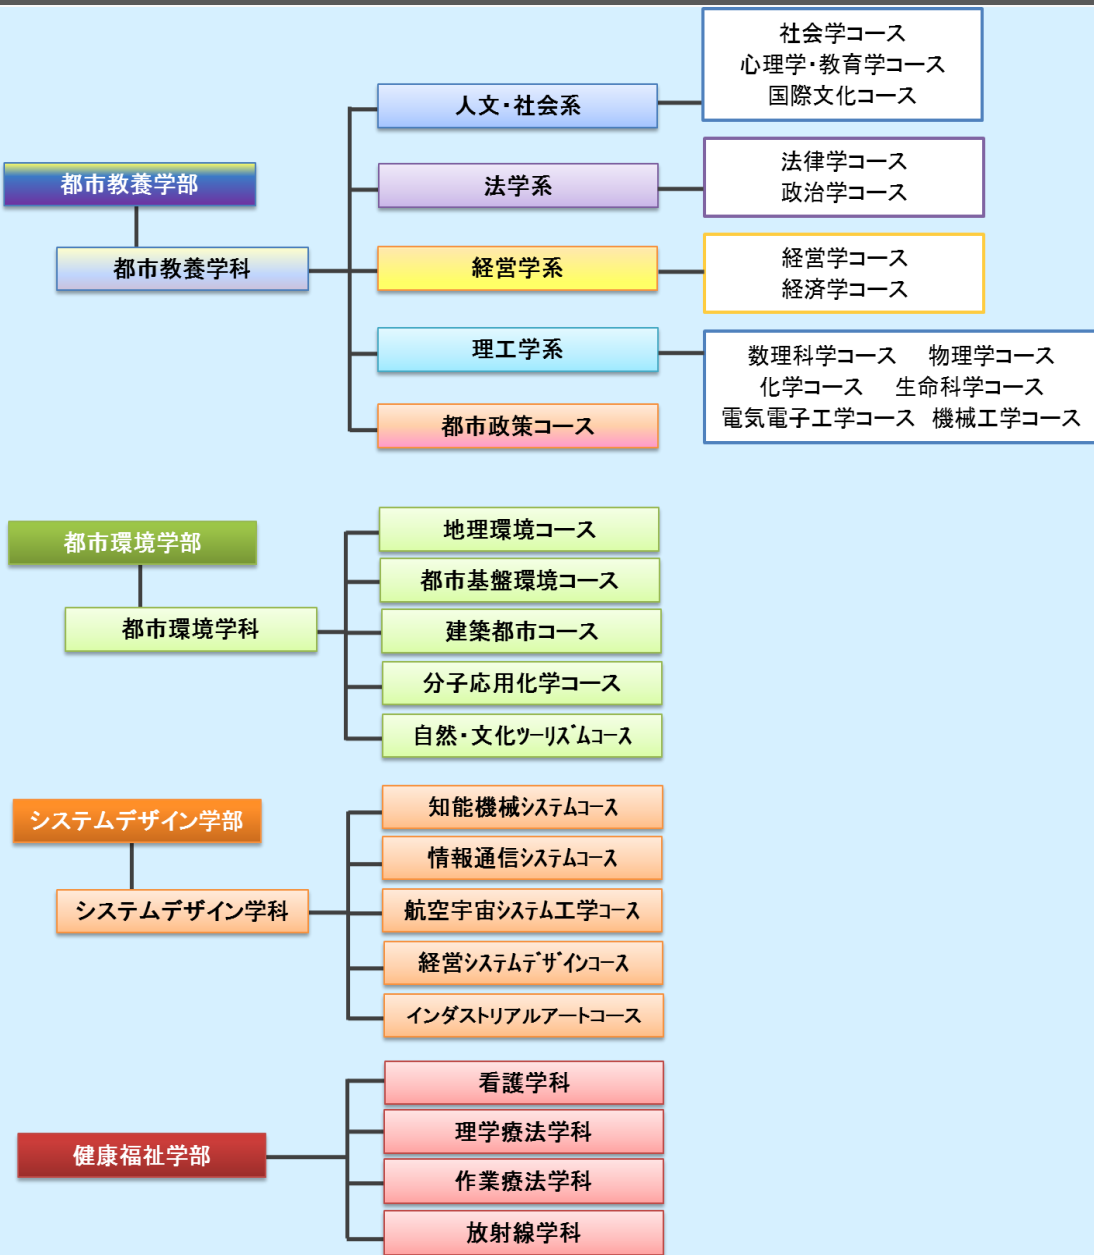 都市教養学部
都市教養学科
人文・社会系
社会学コース
心理学・教育学コース
国際文化コース
法学系
法律学コース
政治学コース
経営学系
経営学コース
経済学コース
理工学系
数理科学コース 物理学コース
化学コース 生命科学コース
電気電子工学コース 機械工学コース
都市政策コース
都市環境学部
都市環境学科
地理環境コース
都市基盤環境コース
建築都市コース
分子応用化学コース
自然・文化ﾂｰﾘｽﾞﾑコース
システムデザイン学部
システムデザイン学科
知能機械ｼｽﾃﾑｺｰｽ
情報通信ｼｽﾃﾑｺｰｽ
航空宇宙ｼｽﾃﾑ工学ｺｰｽ
経営ｼｽﾃﾑﾃﾞｻﾞｲﾝｺｰｽ
インダストリアルアートコース
健康福祉学部
看護学科
理学療法学科
作業療法学科
放射線学科